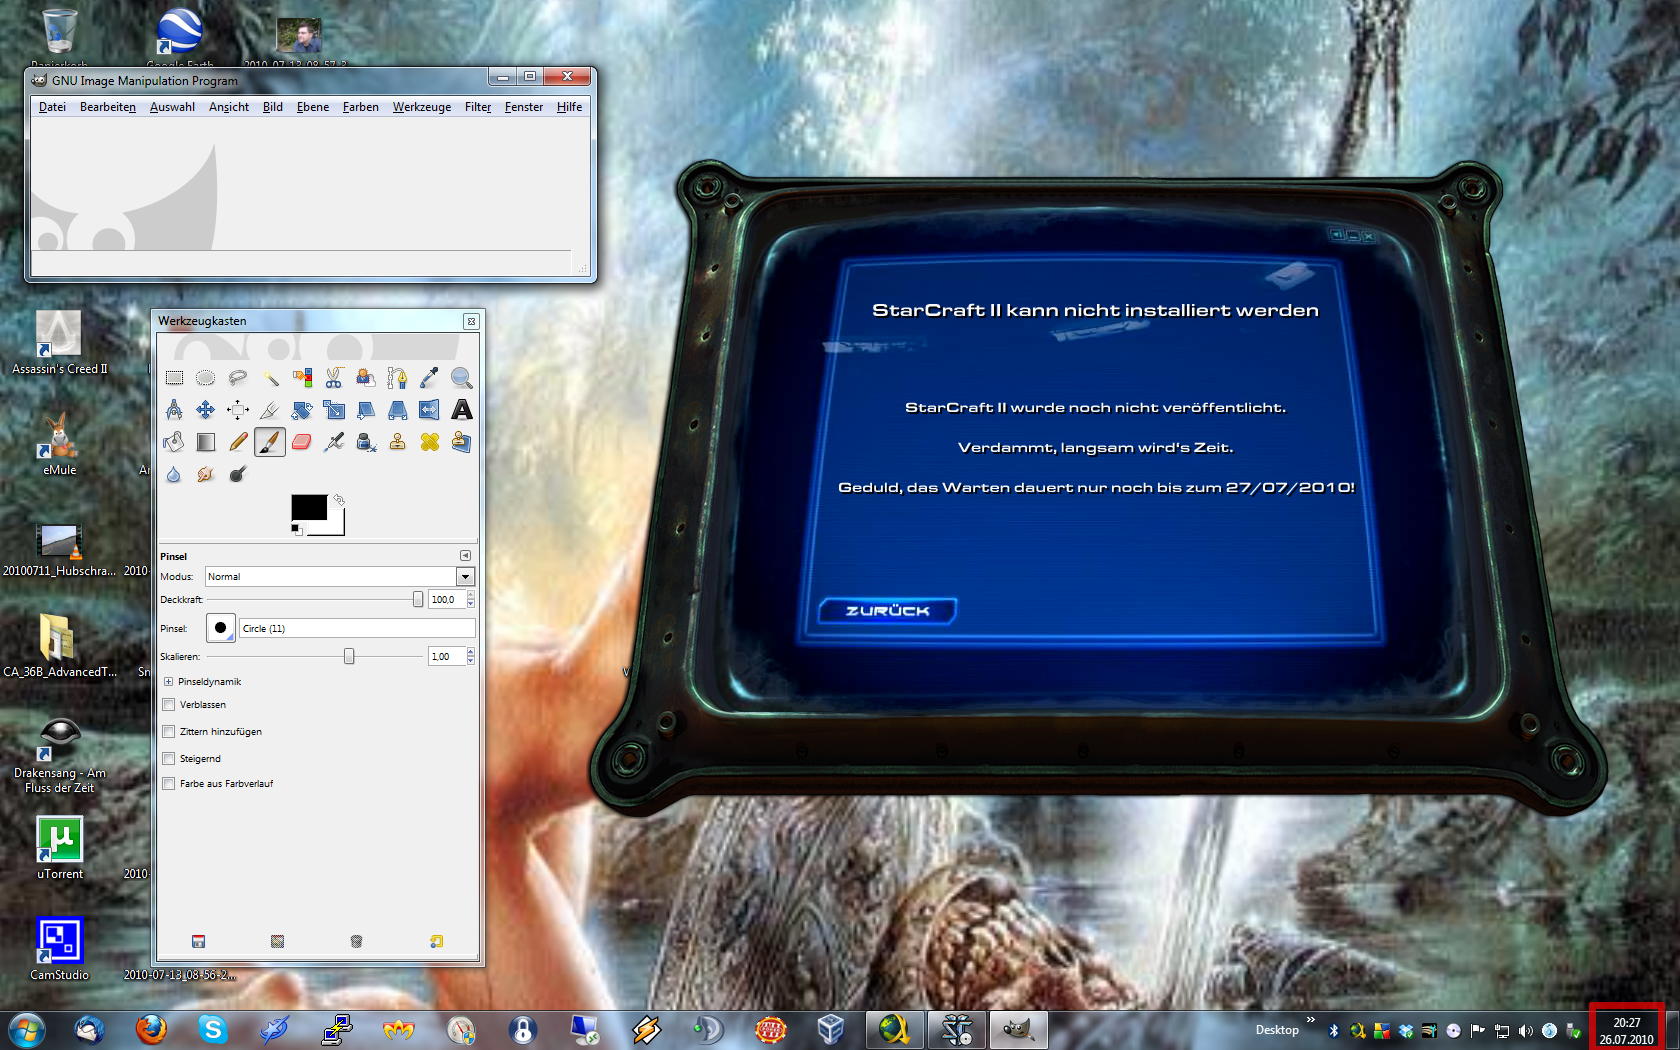 Google Earth
2010-07-13_08-57-3...
GNU Image Manipulation Program
Datei Bearbeiten Auswahl Ansicht Bild Ebene Farben Werkzeuge Filter Fenster Hilfe
Werkzeugkasten
Pinsel
Modus: Normal
Deckkraft: 100,0
Pinsel: Circle (11)
Skalieren: 1,00
Pinseldynamik
Verblassen
Zittern hinzufügen
Steigernd
Farbe aus Farbverlauf
Assassin's Creed II
eMule
20100711_Hubschra...
2010-
CA_36B_AdvancedT...
Sn
Drakensang - Am
Fluss der Zeit
uTorrent
2010-
CamStudio
2010-07-13_08-56-2...
StarCraft II kann nicht installiert werden
StarCraft II wurde noch nicht veröffentlicht.
Verdammt, langsam wird's Zeit.
Geduld, das Warten dauert nur noch bis zum 27/07/2010!
ZURÜCK
Desktop
20:27
26.07.2010